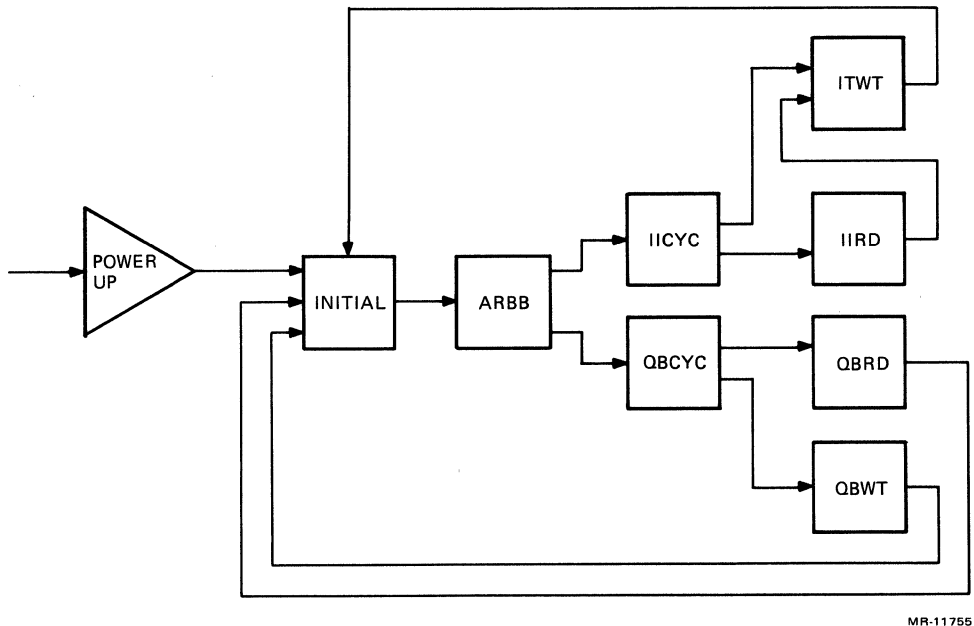 ITWT
POWER
UP
IICYC
IIRD
INITIAL
ARBB
QBCYC
QBRD
QBWT
MR-11755